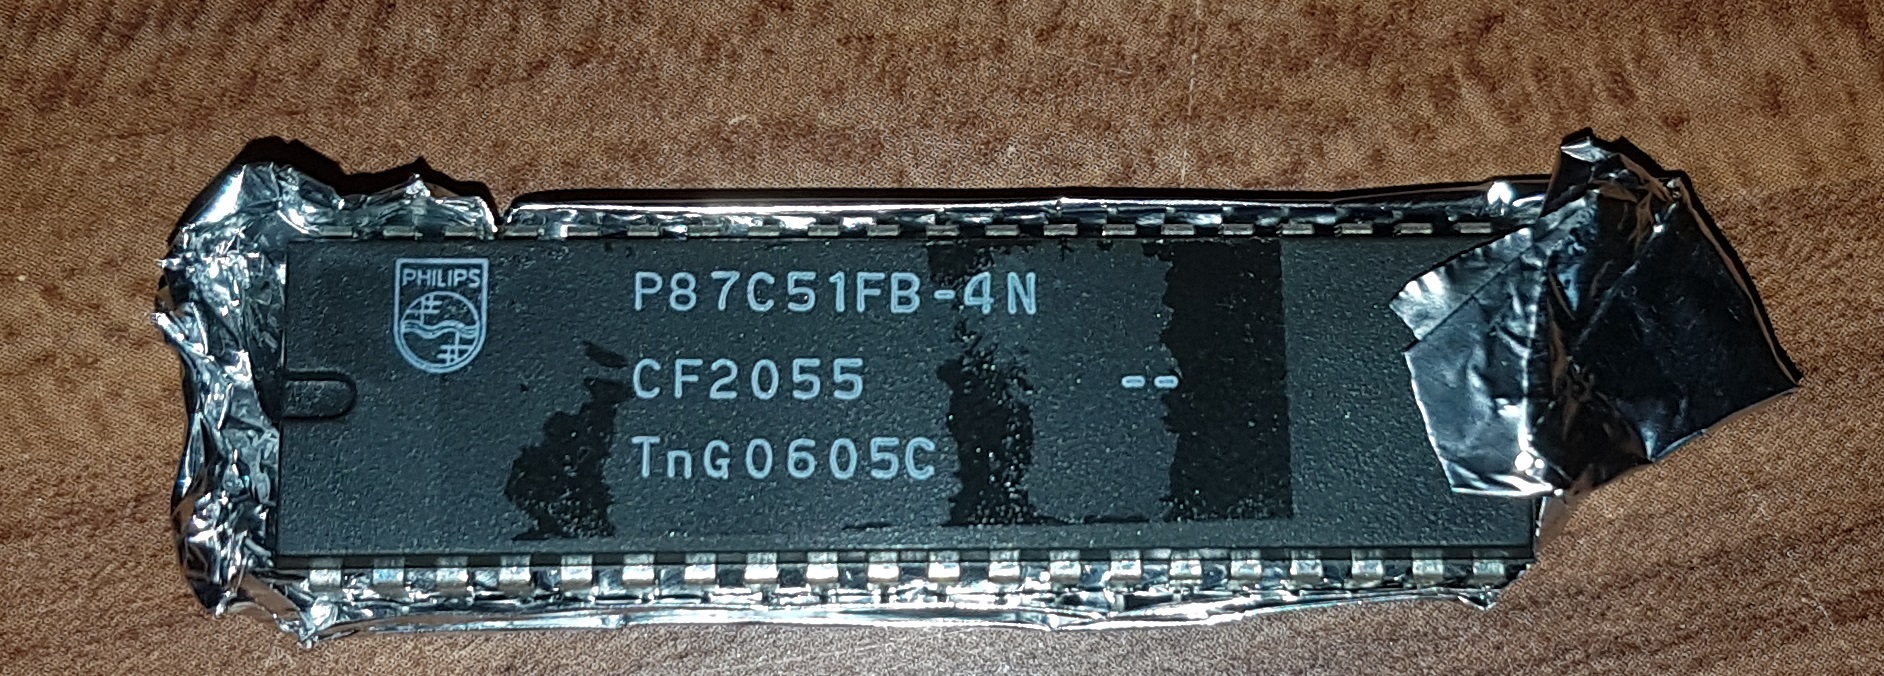 PHILIPS
P87C51FB-4N
CF2055 --
TnG0605C